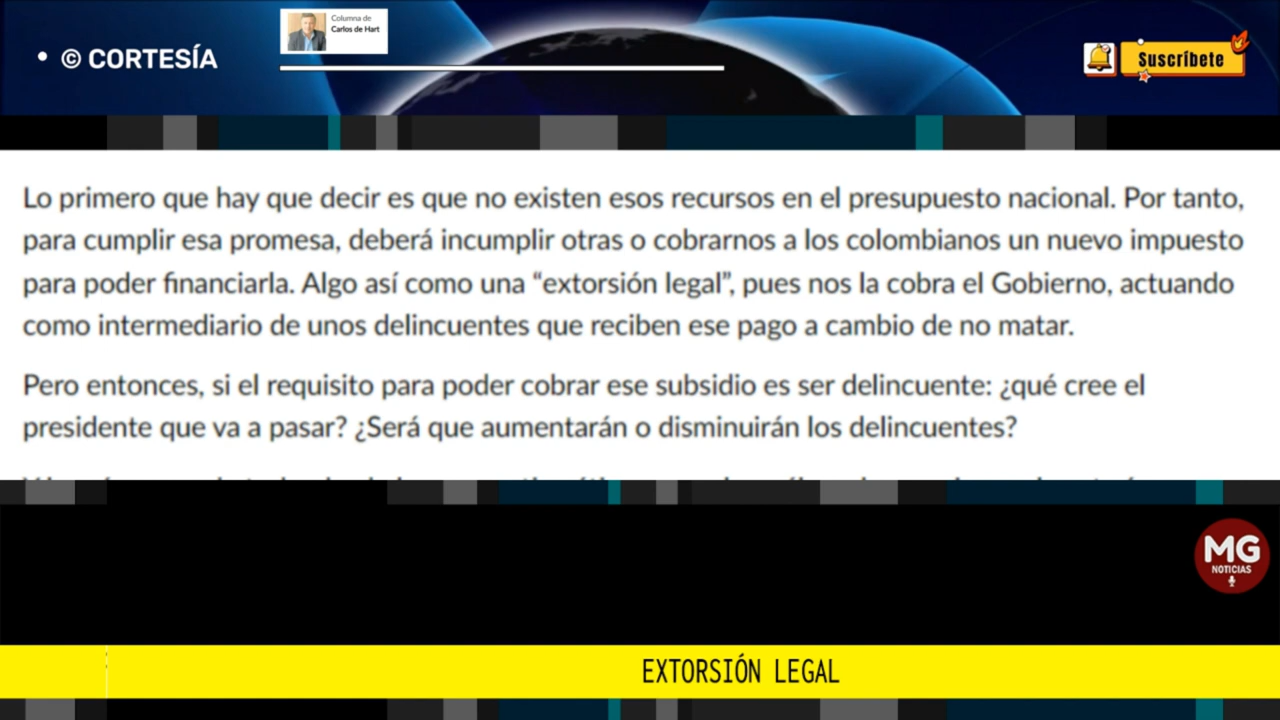 • © CORTESÍA
Columna de
Carlos de Hart
Suscríbete
Lo primero que hay que decir es que no existen esos recursos en el presupuesto nacional. Por tanto,
para cumplir esa promesa, deberá incumplir otras o cobrarnos a los colombianos un nuevo impuesto
para poder financiarla. Algo así como una “extorsión legal”, pues nos la cobra el Gobierno, actuando
como intermediario de unos delincuentes que reciben ese pago a cambio de no matar.
Pero entonces, si el requisito para poder cobrar ese subsidio es ser delincuente: ¿qué cree el
presidente que va a pasar? ¿Será que aumentarán o disminuirán los delincuentes?
MG
NOTICIAS
EXTORSIÓN LEGAL